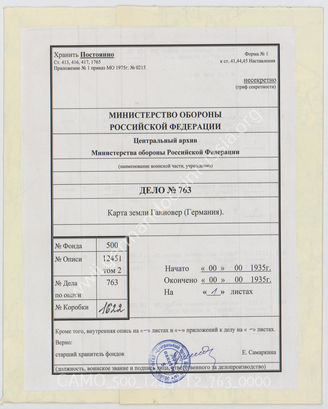 Хранить Постоянно
Форма № 1
Ст. 413, 416, 417, 1765
к ст. 41,44,45 Наставления
Приложение № 1 приказ МО 1975г. № 0215
несекретно
(гриф секретности)
МИНИСТЕРСТВО ОБОРОНЫ
РОССИЙСКОЙ ФЕДЕРАЦИИ
Центральный архив
Министерства обороны Российской Федерации
(наименование воинской части, учреждения)
ДЕЛО № 763
Карта земли Ганновер (Германия).
№ Фонда 500
№ Описи 12451
том 2
Начато « 00 » 00 1935г.
№ Дела 763
по описи
Окончено « 00 » 00 1935г.
№ Коробки 1622
На « 1 » листах
Кроме того, внутренняя опись на «–» листах и «–» приложений к делу на «–» листах.
Верно:
старший хранитель фондов
Е. Самаркина
(должность, воинское звание и подпись лица, ответственного за делопроизводство)